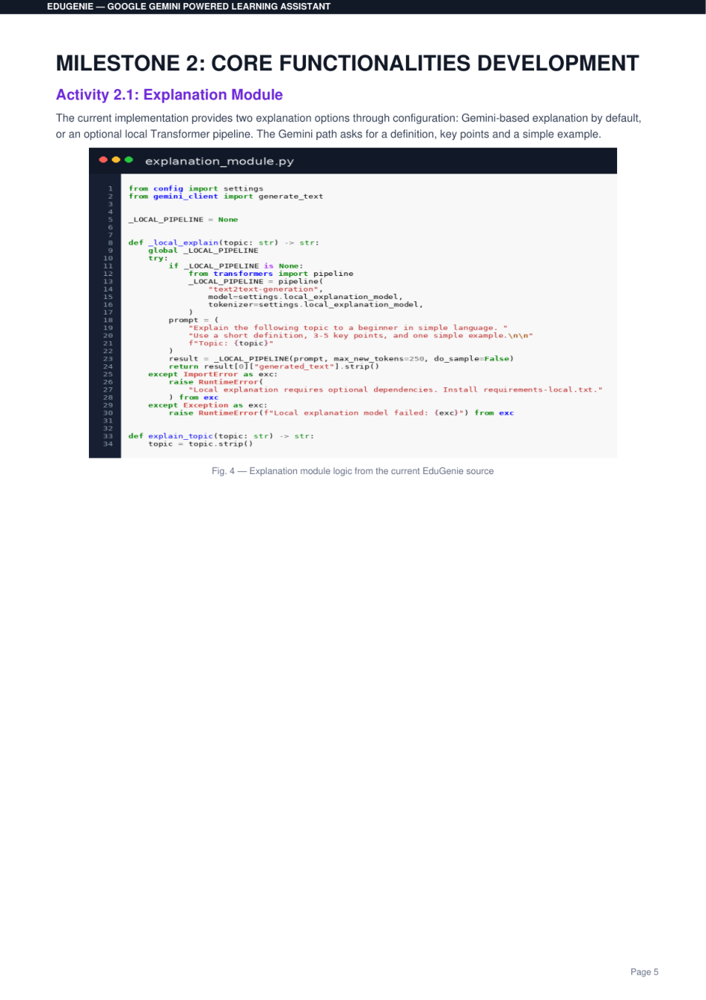 EDUGENIE — GOOGLE GEMINI POWERED LEARNING ASSISTANT
MILESTONE 2: CORE FUNCTIONALITIES DEVELOPMENT
Activity 2.1: Explanation Module
The current implementation provides two explanation options through configuration: Gemini-based explanation by default,
or an optional local Transformer pipeline. The Gemini path asks for a definition, key points and a simple example.
explanation_module.py
1 from config import settings
2 from gemini_client import generate_text
3
4
5 _LOCAL_PIPELINE = None
6
7
8 def _local_explain(topic: str) -> str:
9     global _LOCAL_PIPELINE
10     try:
11         if _LOCAL_PIPELINE is None:
12             from transformers import pipeline
13             _LOCAL_PIPELINE = pipeline(
14                 "text2text-generation",
15                 model=settings.local_explanation_model,
16                 tokenizer=settings.local_explanation_model,
17             )
18         prompt = (
19             "Explain the following topic to a beginner in simple language. "
20             "Use a short definition, 3-5 key points, and one simple example.\n\n"
21             f"Topic: {topic}"
22         )
23         result = _LOCAL_PIPELINE(prompt, max_new_tokens=250, do_sample=False)
24         return result[0]["generated_text"].strip()
25     except ImportError as exc:
26         raise RuntimeError(
27             "Local explanation requires optional dependencies. Install requirements-local.txt."
28         ) from exc
29     except Exception as exc:
30         raise RuntimeError(f"Local explanation model failed: {exc}") from exc
31
32
33 def explain_topic(topic: str) -> str:
34     topic = topic.strip()
Fig. 4 — Explanation module logic from the current EduGenie source
Page 5